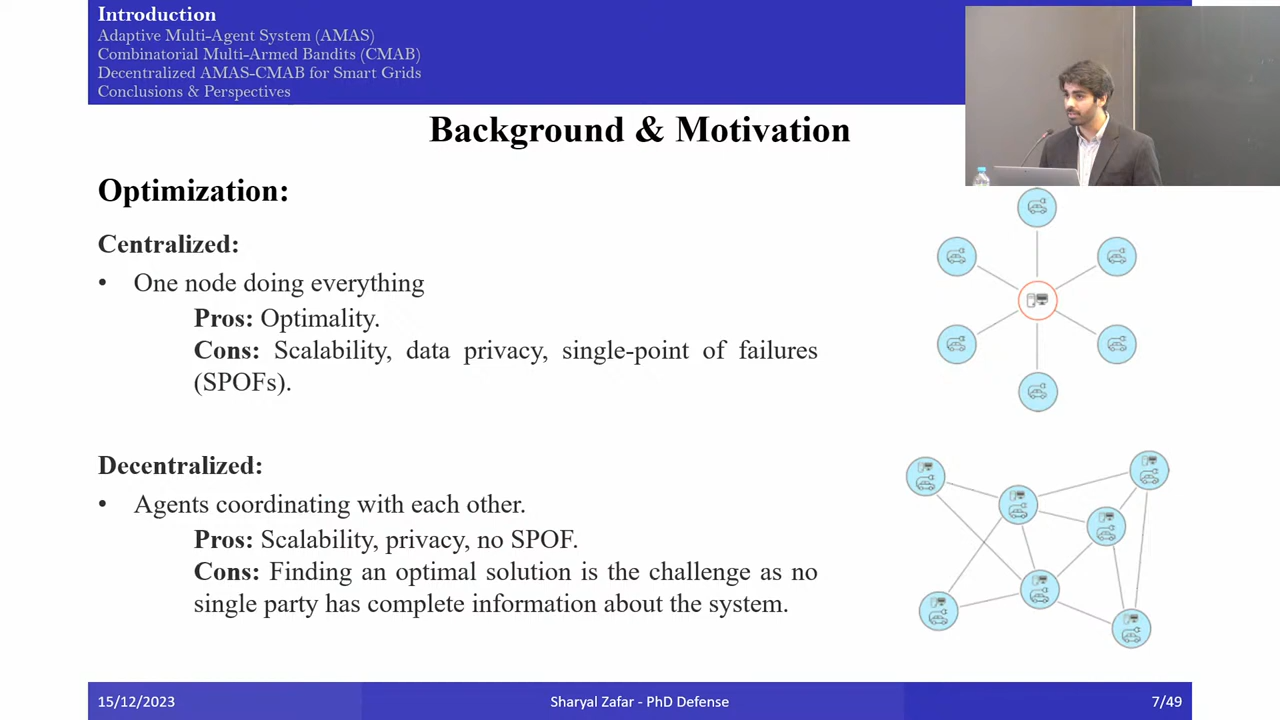 Introduction
Adaptive Multi-Agent System (AMAS)
Combinatorial Multi-Armed Bandits (CMAB)
Decentralized AMAS-CMAB for Smart Grids
Conclusions & Perspectives
Background & Motivation
Optimization:
Centralized:
• One node doing everything
Pros: Optimality.
Cons: Scalability, data privacy, single-point of failures
(SPOFs).
Decentralized:
• Agents coordinating with each other.
Pros: Scalability, privacy, no SPOF.
Cons: Finding an optimal solution is the challenge as no
single party has complete information about the system.
15/12/2023
Sharyal Zafar - PhD Defense
7/49